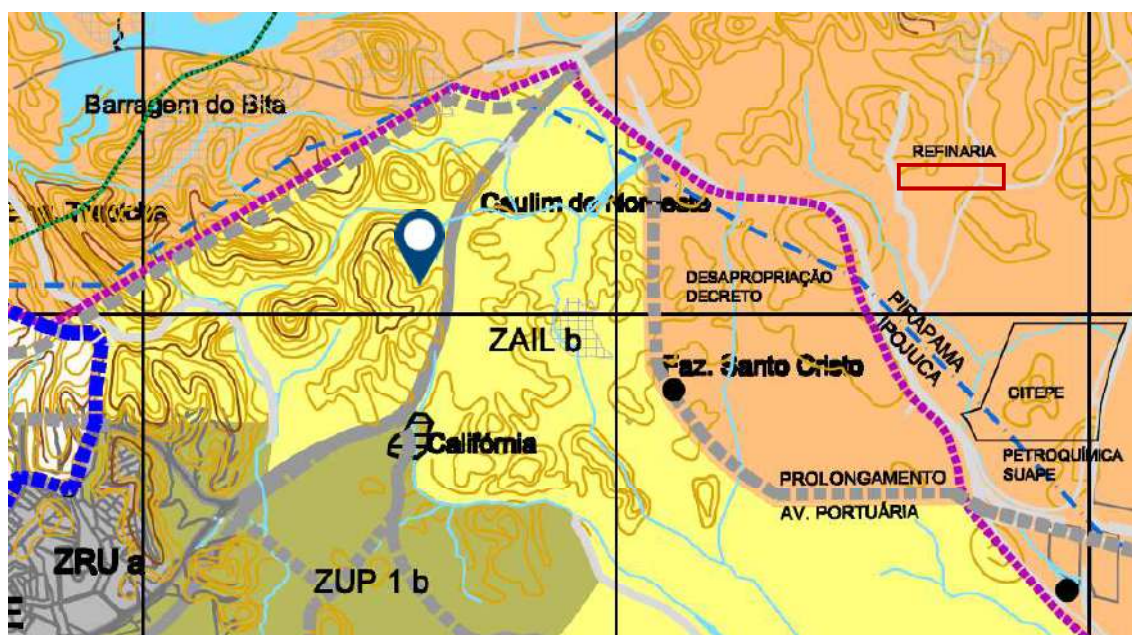 Barragem do Bita
REFINARIA
Caulim do Nordeste
DESAPROPRIAÇÃO
DECRETO
PIRAPAMA
IPOJUCA
ZAIL b
Faz. Santo Cristo
CITEPE
Califórnia
PETROQUÍMICA
SUAPE
PROLONGAMENTO
AV. PORTUÁRIA
ZRU a
ZUP 1 b
E